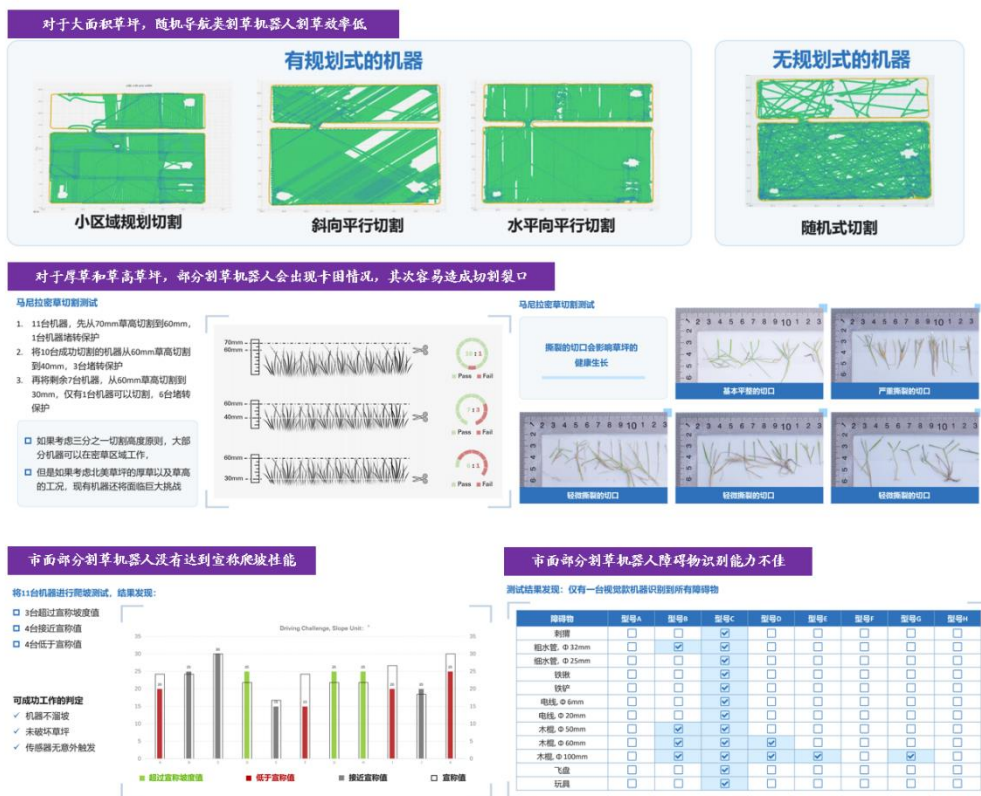 对于大面积草坪，随机导航类割草机器人割草效率低
有规划式的机器
无规划式的机器
小区域规划切割
斜向平行切割
水平向平行切割
随机式切割
对于厚草和草高草坪，部分割草机器人会出现卡困情况，其次容易造成切割裂口
马尼拉密草切割测试
1. 11台机器，先从70mm草高切割到60mm，
1台机器堵转保护
2. 将10台成功切割的机器从60mm草高切割
到40mm，3台堵转保护
3. 再将剩余7台机器，从60mm草高切割到
30mm，仅有1台机器可以切割，6台堵转
保护
如果考虑三分之一切割高度原则，大部
分机器可以在密草区域工作，
但是如果考虑北美草坪的厚草以及草高
的工况，现有机器还将面临巨大挑战
70mm
60mm
Pass Fail
60mm
40mm
Pass Fail
60mm
30mm
Pass Fail
马尼拉密草切割测试
撕裂的切口会影响草坪的
健康生长
基本平整的切口
严重撕裂的切口
轻微撕裂的切口
轻微撕裂的切口
轻微撕裂的切口
市面部分割草机器人没有达到宣称爬坡性能
将11台机器进行爬坡测试，结果发现：
3台超过宣称坡度值
4台接近宣称值
4台低于宣称值
可成功工作的判定
✓ 机器不溜坡
✓ 未破坏草坪
✓ 传感器无意外触发
Driving Challenge, Slope Unit: °
35 35
30 30
25 25
20 20
15 15
10 10
5 5
0 0
超过宣称坡度值 低于宣称值 接近宣称值 宣称值
市面部分割草机器人障碍物识别能力不佳
测试结果发现：仅有一台视觉款机器识别到所有障碍物
障碍物 型号A 型号B 型号C 型号D 型号E 型号F 型号G 型号H
刺猬
粗水管, Φ32mm
细水管, Φ25mm
铁锹
铁铲
电线, Φ6mm
电线, Φ20mm
木棍, Φ50mm
木棍, Φ60mm
木棍, Φ100mm
飞盘
玩具